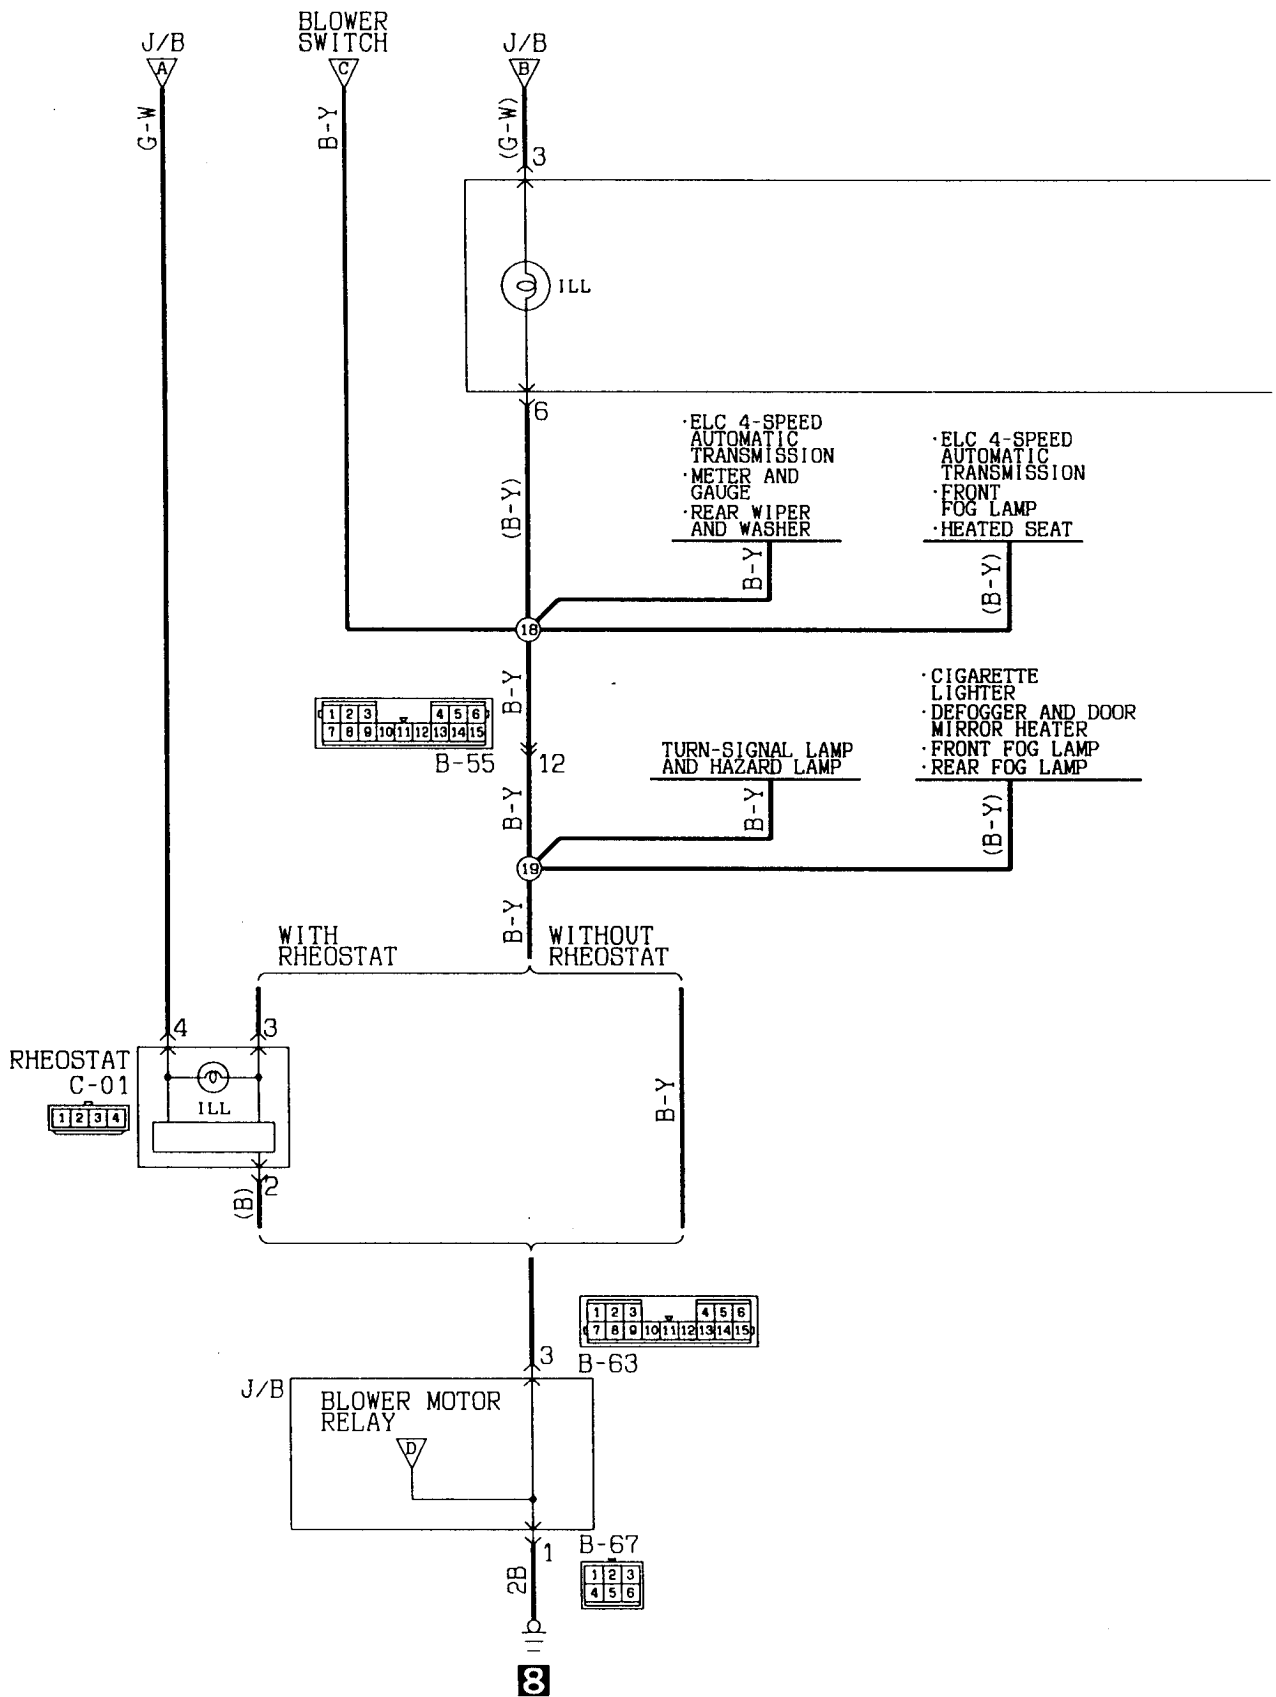 BLOWER
SWITCH
J/B
J/B
A
C
B
G-W
B-Y
(G-W)
3
ILL
6
(B-Y)
·ELC 4-SPEED
AUTOMATIC
TRANSMISSION
·METER AND
GAUGE
·REAR WIPER
AND WASHER
·ELC 4-SPEED
AUTOMATIC
TRANSMISSION
·FRONT
FOG LAMP
·HEATED SEAT
B-Y
(B-Y)
18
B-Y
1 2 3 4 5 6
7 8 9 10 11 12 13 14 15
B-55
12
·CIGARETTE
LIGHTER
·DEFOGGER AND DOOR
MIRROR HEATER
·FRONT FOG LAMP
·REAR FOG LAMP
TURN-SIGNAL LAMP
AND HAZARD LAMP
B-Y
B-Y
(B-Y)
19
B-Y
WITH
RHEOSTAT
WITHOUT
RHEOSTAT
4
3
RHEOSTAT
C-01
ILL
1 2 3 4
B-Y
2
(B)
1 2 3 4 5 6
7 8 9 10 11 12 13 14 15
3
B-63
J/B
BLOWER MOTOR
RELAY
D
1
B-67
2B
1 2 3
4 5 6
8